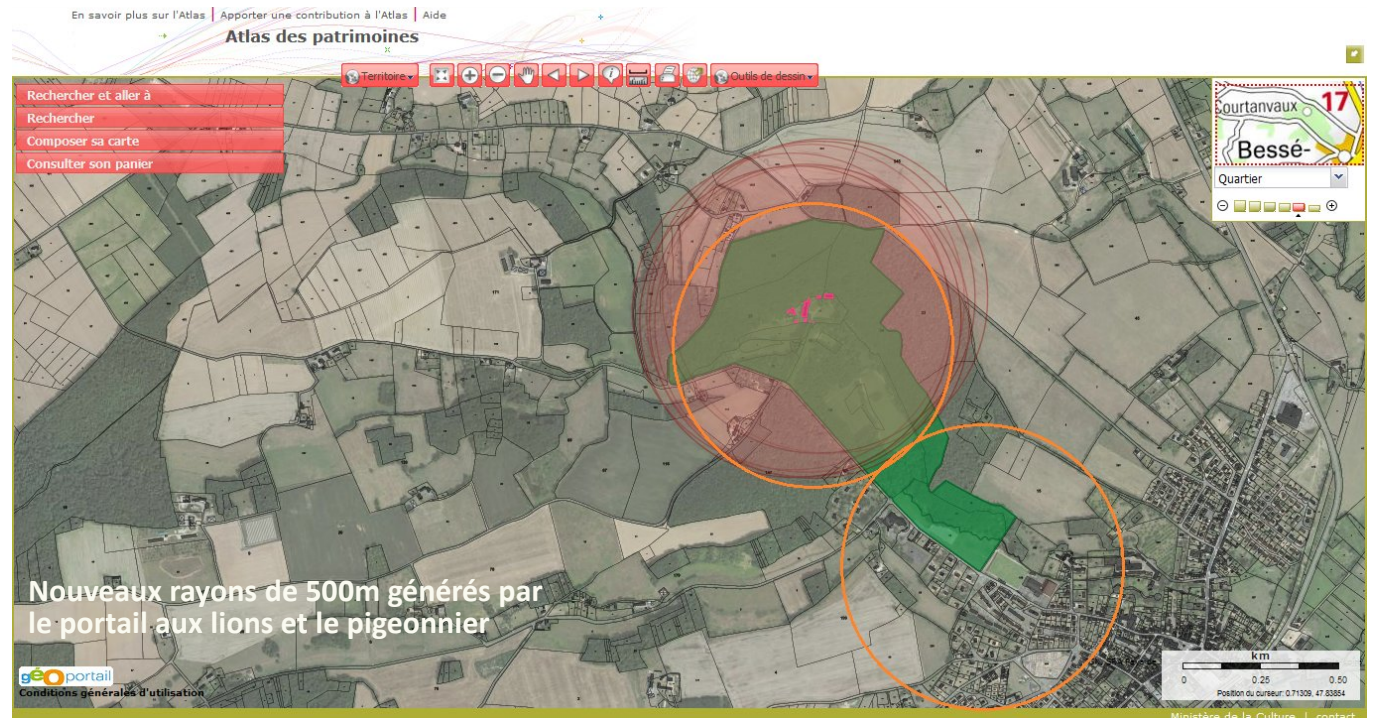 En savoir plus sur l'Atlas | Apporter une contribution à l'Atlas | Aide
Atlas des patrimoines
Territoire
Outils de dessin
Rechercher et aller à
Rechercher
Composer sa carte
Consulter son panier
Courtanvaux 17
Bessé-
Quartier
Nouveaux rayons de 500m générés par
le portail aux lions et le pigeonnier
géoportail
Conditions générales d'utilisation
km
0 0.25 0.50
Position du curseur: 0.71309, 47.83854
Ministère de la Culture | contact